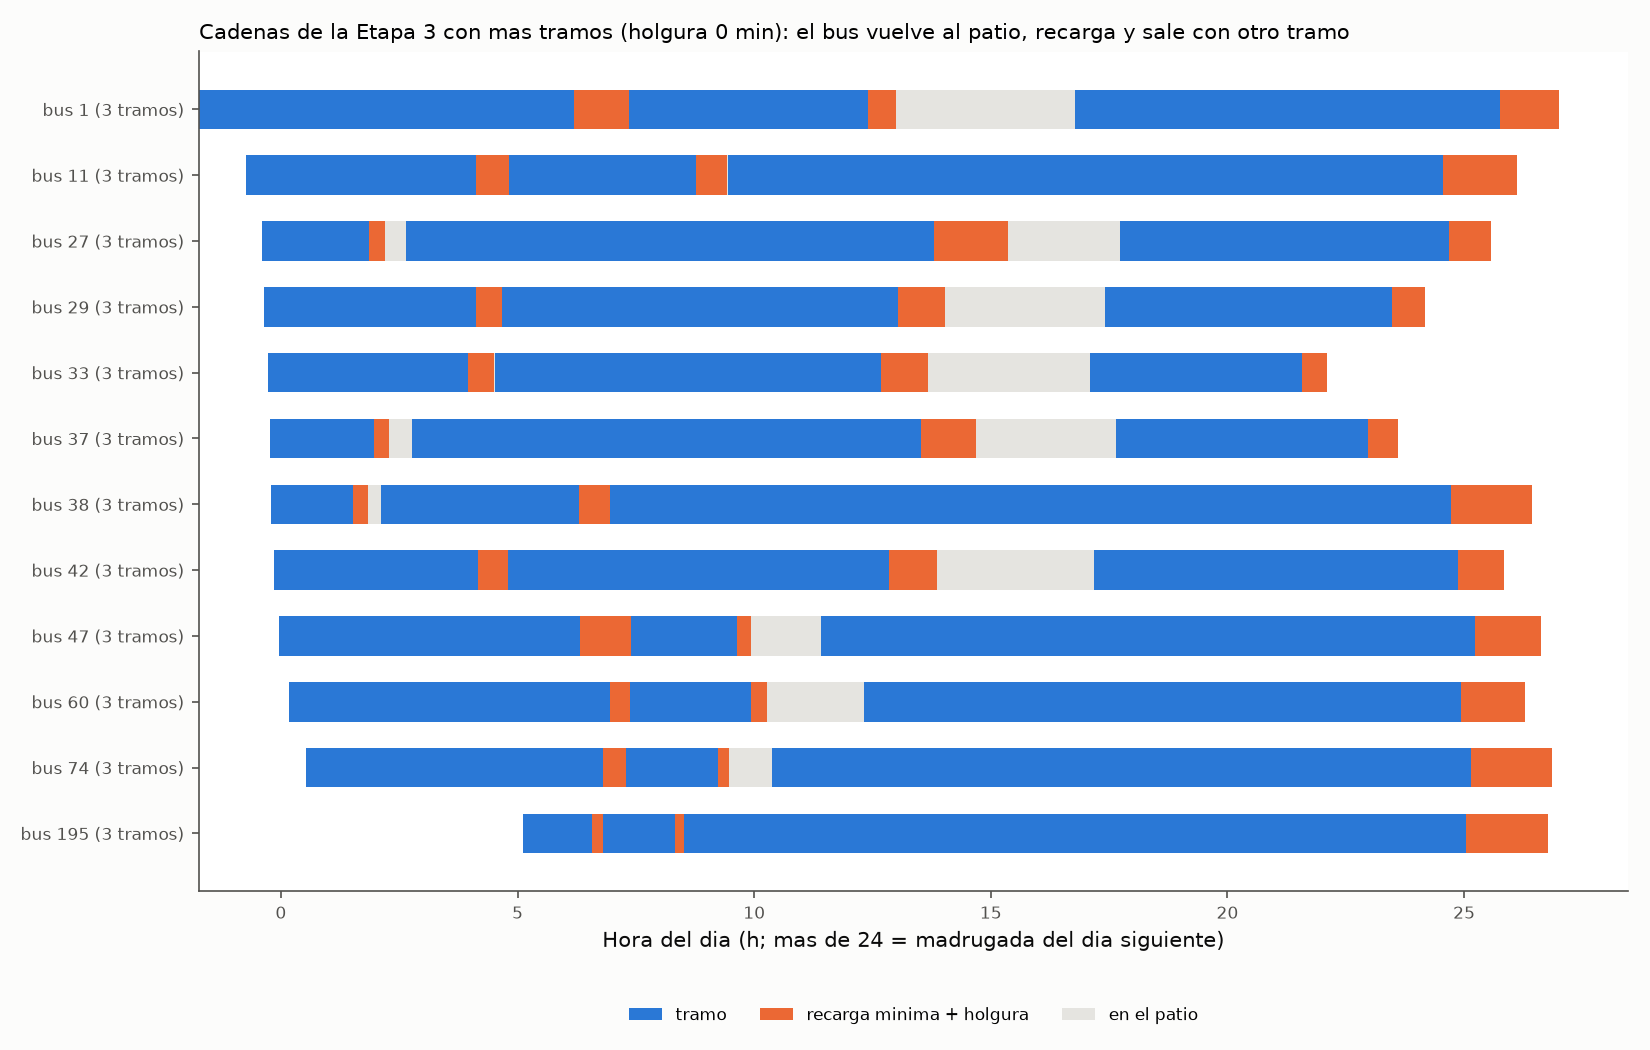 Cadenas de la Etapa 3 con mas tramos (holgura 0 min): el bus vuelve al patio, recarga y sale con otro tramo
bus 1 (3 tramos)
bus 11 (3 tramos)
bus 27 (3 tramos)
bus 29 (3 tramos)
bus 33 (3 tramos)
bus 37 (3 tramos)
bus 38 (3 tramos)
bus 42 (3 tramos)
bus 47 (3 tramos)
bus 60 (3 tramos)
bus 74 (3 tramos)
bus 195 (3 tramos)
0 5 10 15 20 25
Hora del dia (h; mas de 24 = madrugada del dia siguiente)
tramo recarga minima + holgura en el patio